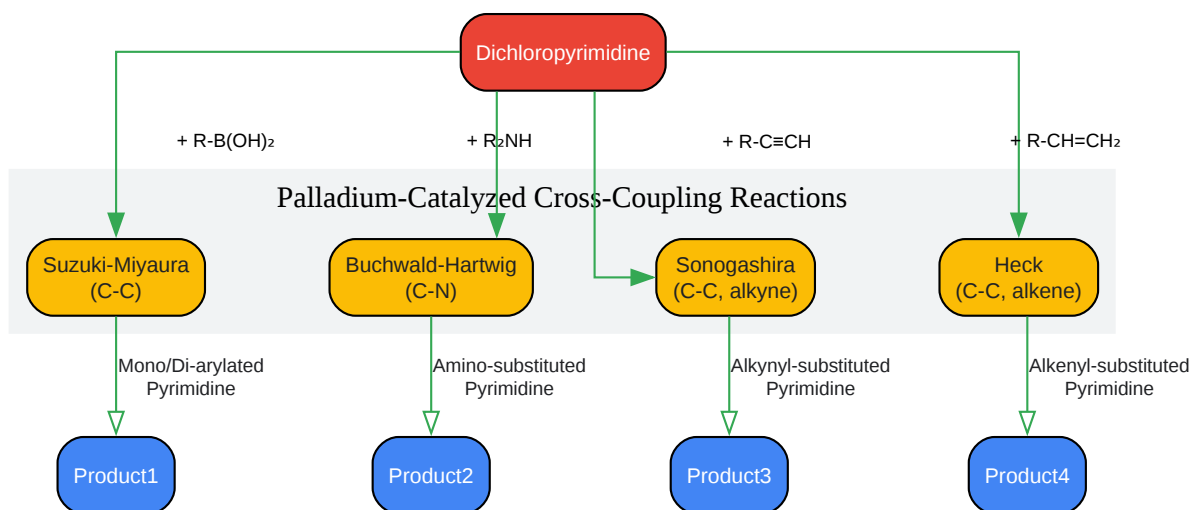 Dichloropyrimidine
+ R-B(OH)₂
+ R₂NH
+ R-C≡CH
+ R-CH=CH₂
Palladium-Catalyzed Cross-Coupling Reactions
Suzuki-Miyaura
(C-C)
Buchwald-Hartwig
(C-N)
Sonogashira
(C-C, alkyne)
Heck
(C-C, alkene)
Mono/Di-arylated
Pyrimidine
Amino-substituted
Pyrimidine
Alkynyl-substituted
Pyrimidine
Alkenyl-substituted
Pyrimidine
Product1
Product2
Product3
Product4